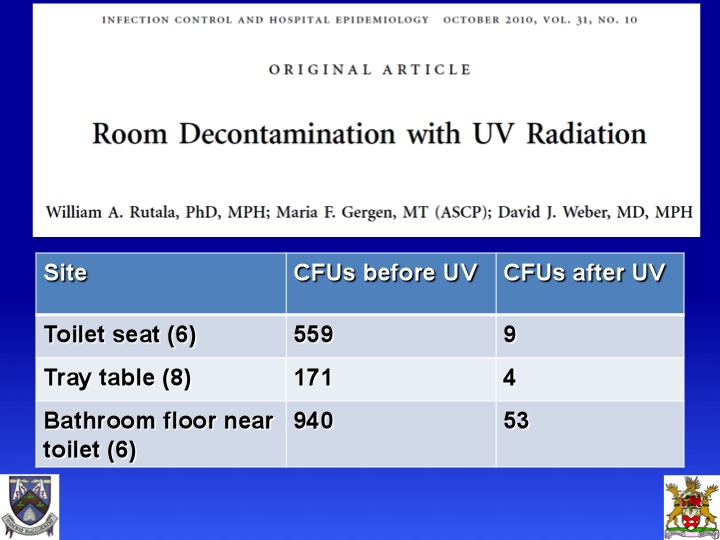 INFECTION CONTROL AND HOSPITAL EPIDEMIOLOGY OCTOBER 2010, VOL. 31, NO. 10
ORIGINAL ARTICLE
Room Decontamination with UV Radiation
William A. Rutala, PhD, MPH; Maria F. Gergen, MT (ASCP); David J. Weber, MD, MPH
Site CFUs before UV CFUs after UV
Toilet seat (6) 559 9
Tray table (8) 171 4
Bathroom floor near 940 53
toilet (6)